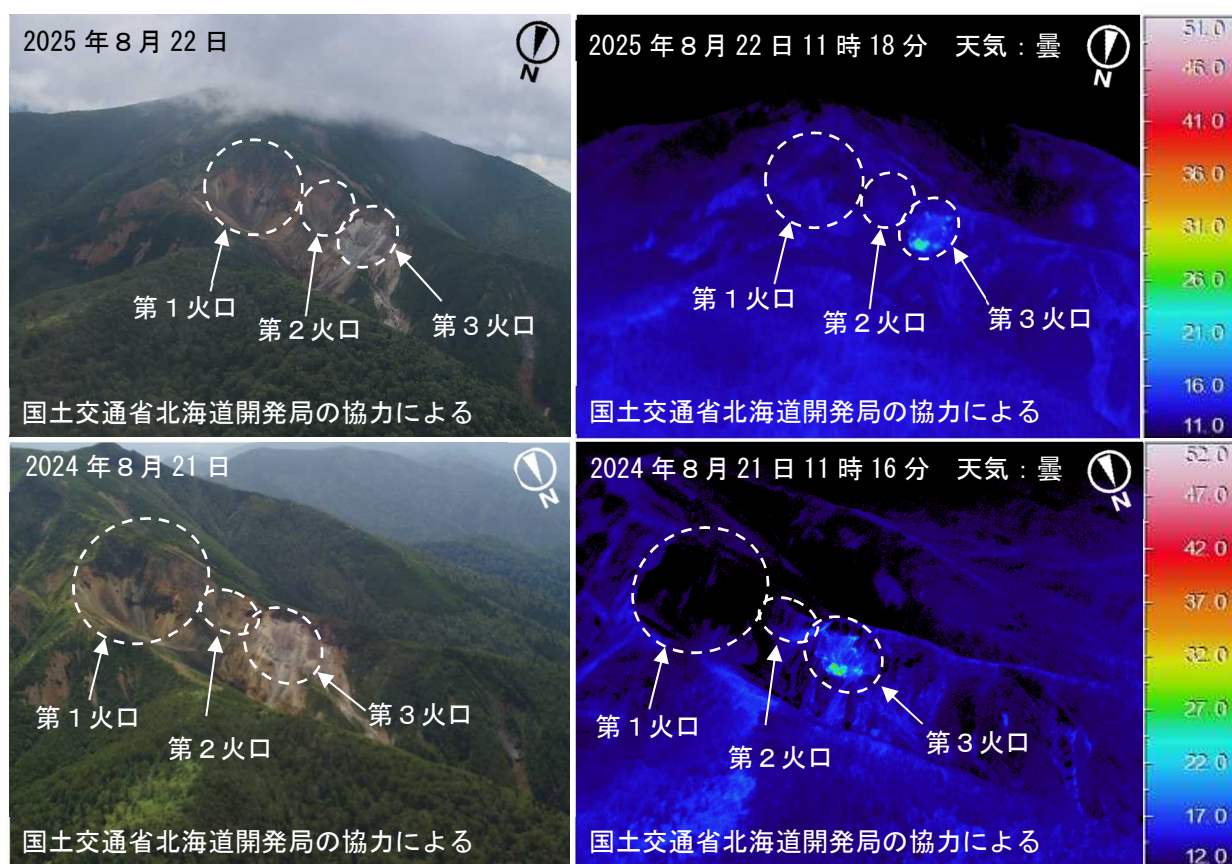 2025年8月22日
N
第1火口
第2火口
第3火口
国土交通省北海道開発局の協力による
2025年8月22日11時18分　天気：曇
N
第1火口
第2火口
第3火口
国土交通省北海道開発局の協力による
51.0
46.0
41.0
36.0
31.0
26.0
21.0
16.0
11.0
2024年8月21日
N
第1火口
第2火口
第3火口
国土交通省北海道開発局の協力による
2024年8月21日11時16分　天気：曇
N
第1火口
第2火口
第3火口
国土交通省北海道開発局の協力による
52.0
47.0
42.0
37.0
32.0
27.0
22.0
17.0
12.0